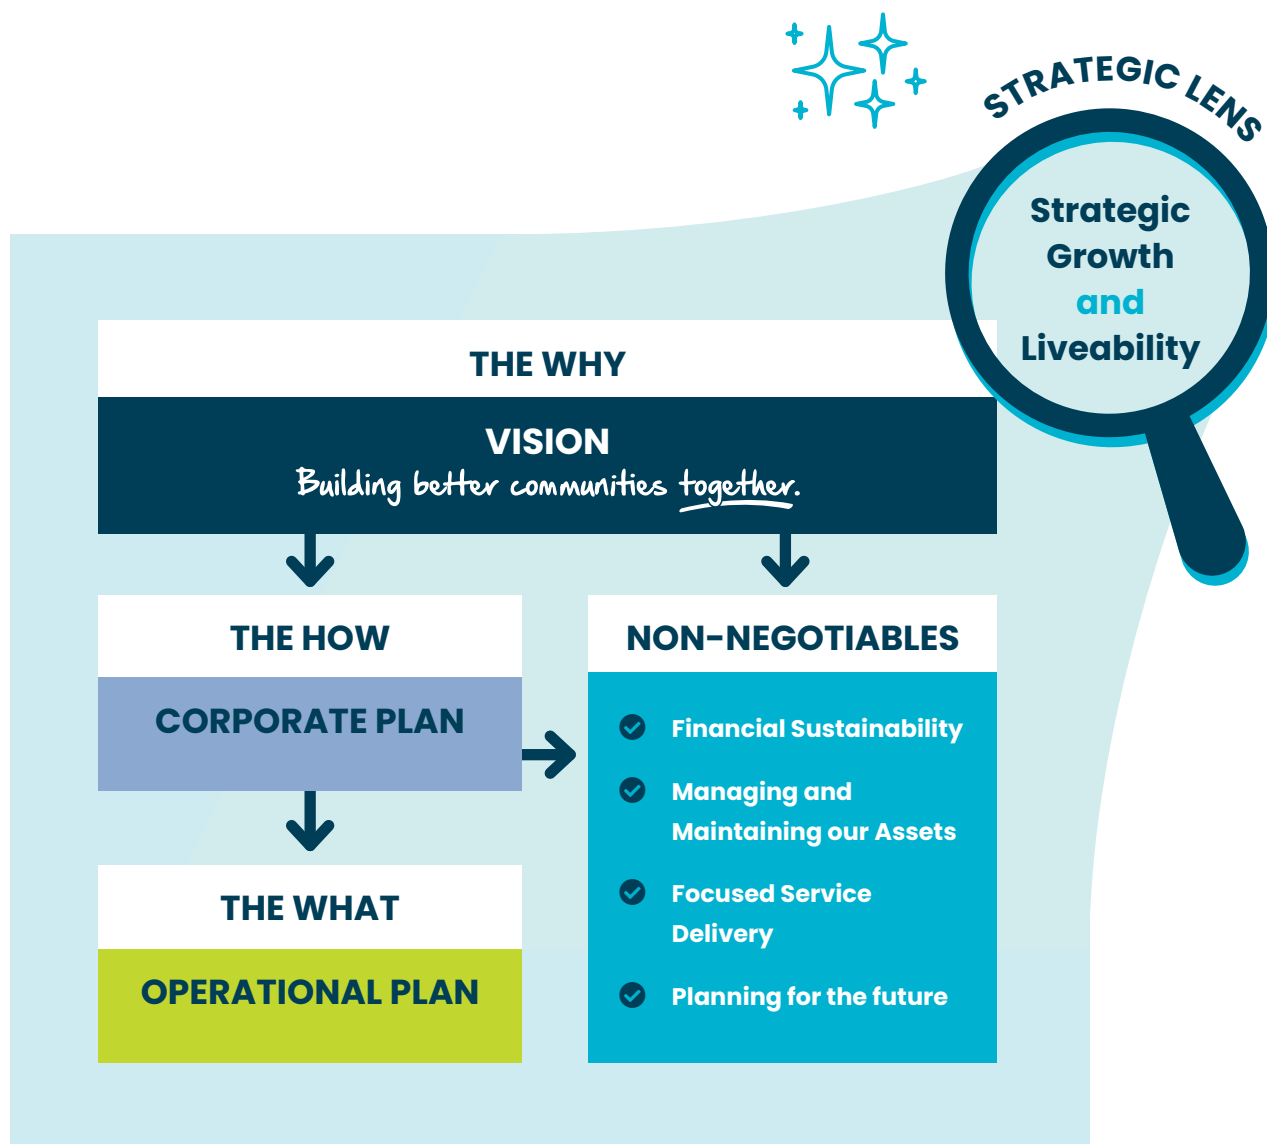 STRATEGIC LENS
Strategic
Growth
and
Liveability
THE WHY
VISION
Building better communities together.
THE HOW
CORPORATE PLAN
THE WHAT
OPERATIONAL PLAN
NON-NEGOTIABLES
Financial Sustainability
Managing and
Maintaining our Assets
Focused Service
Delivery
Planning for the future